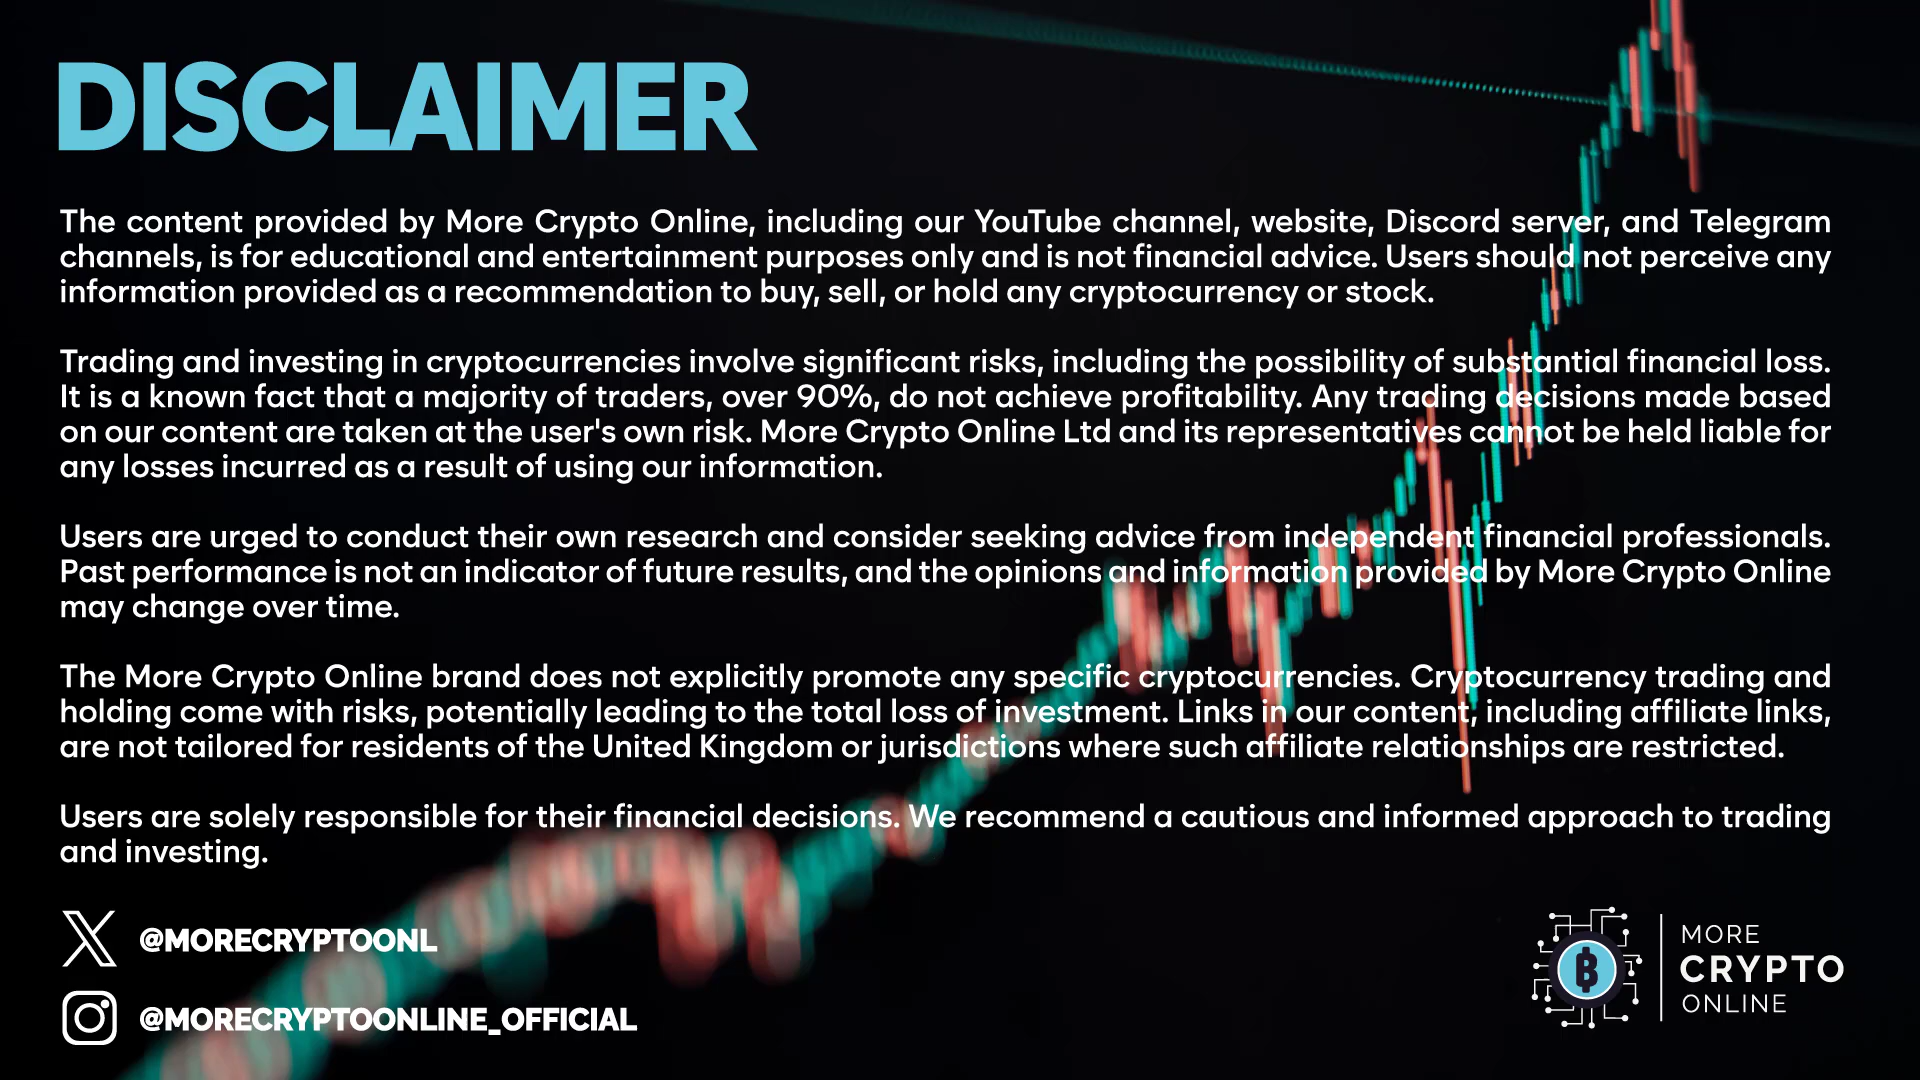 DISCLAIMER
The content provided by More Crypto Online, including our YouTube channel, website, Discord server, and Telegram
channels, is for educational and entertainment purposes only and is not financial advice. Users should not perceive any
information provided as a recommendation to buy, sell, or hold any cryptocurrency or stock.
Trading and investing in cryptocurrencies involve significant risks, including the possibility of substantial financial loss.
It is a known fact that a majority of traders, over 90%, do not achieve profitability. Any trading decisions made based
on our content are taken at the user's own risk. More Crypto Online Ltd and its representatives cannot be held liable for
any losses incurred as a result of using our information.
Users are urged to conduct their own research and consider seeking advice from independent financial professionals.
Past performance is not an indicator of future results, and the opinions and information provided by More Crypto Online
may change over time.
The More Crypto Online brand does not explicitly promote any specific cryptocurrencies. Cryptocurrency trading and
holding come with risks, potentially leading to the total loss of investment. Links in our content, including affiliate links,
are not tailored for residents of the United Kingdom or jurisdictions where such affiliate relationships are restricted.
Users are solely responsible for their financial decisions. We recommend a cautious and informed approach to trading
and investing.
@MORECRYPTOONL
@MORECRYPTOONLINE_OFFICIAL
MORE
CRYPTO
ONLINE